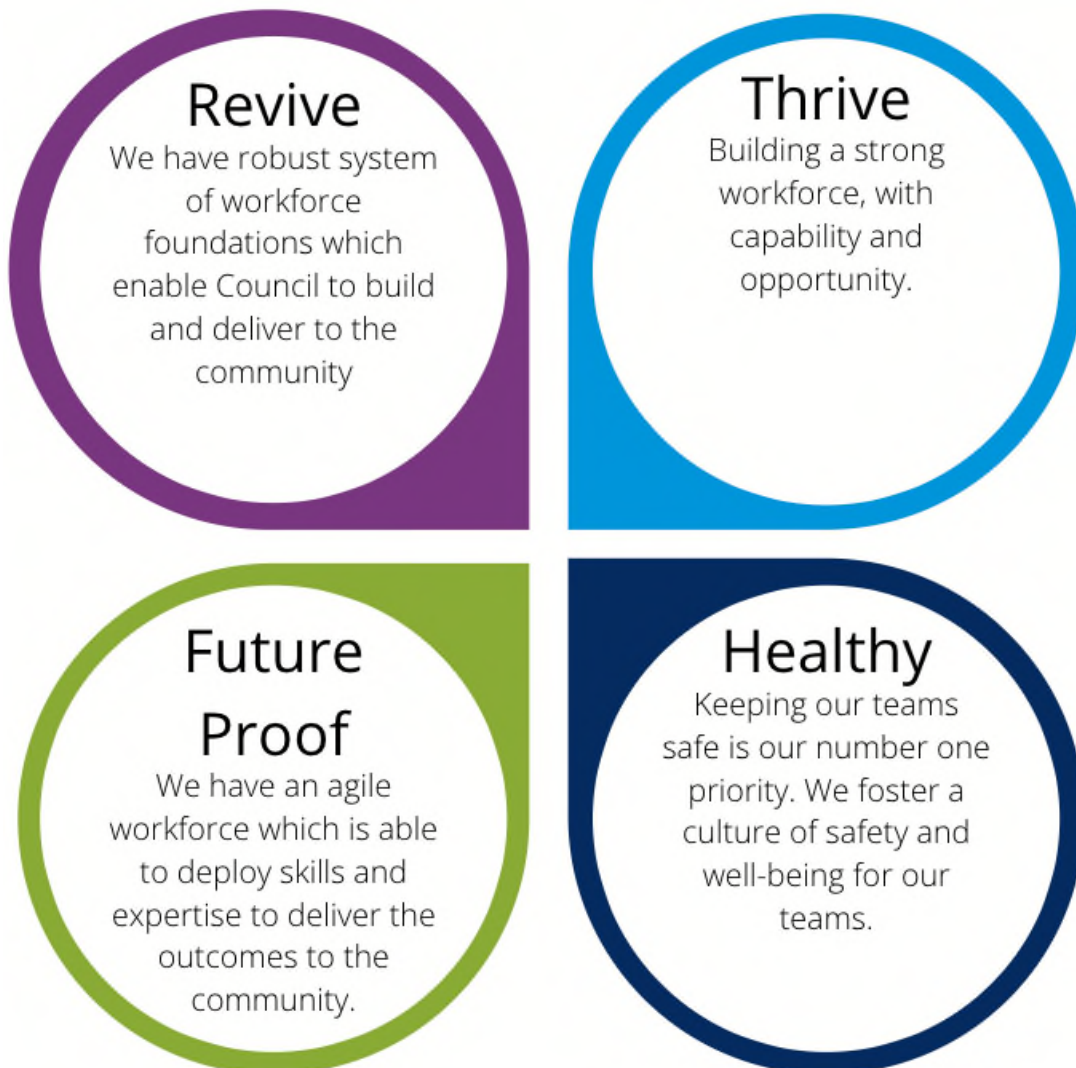 Revive
We have robust system
of workforce
foundations which
enable Council to build
and deliver to the
community
Thrive
Building a strong
workforce, with
capability and
opportunity.
Future
Proof
We have an agile
workforce which is able
to deploy skills and
expertise to deliver the
outcomes to the
community.
Healthy
Keeping our teams
safe is our number one
priority. We foster a
culture of safety and
well-being for our
teams.